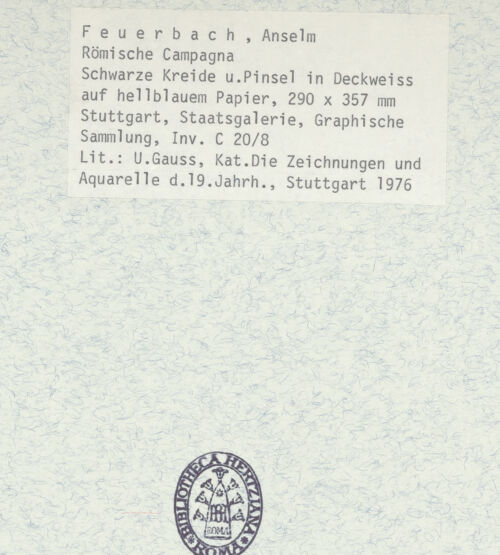 F e u e r b a c h , Anselm
Römische Campagna
Schwarze Kreide u.Pinsel in Deckweiss
auf hellblauem Papier, 290 x 357 mm
Stuttgart, Staatsgalerie, Graphische
Sammlung, Inv. C 20/8
Lit.: U.Gauss, Kat.Die Zeichnungen und
Aquarelle d.19.Jahrh., Stuttgart 1976
BIBLIOTHECA HERTZIANA
ROMA
ROMA